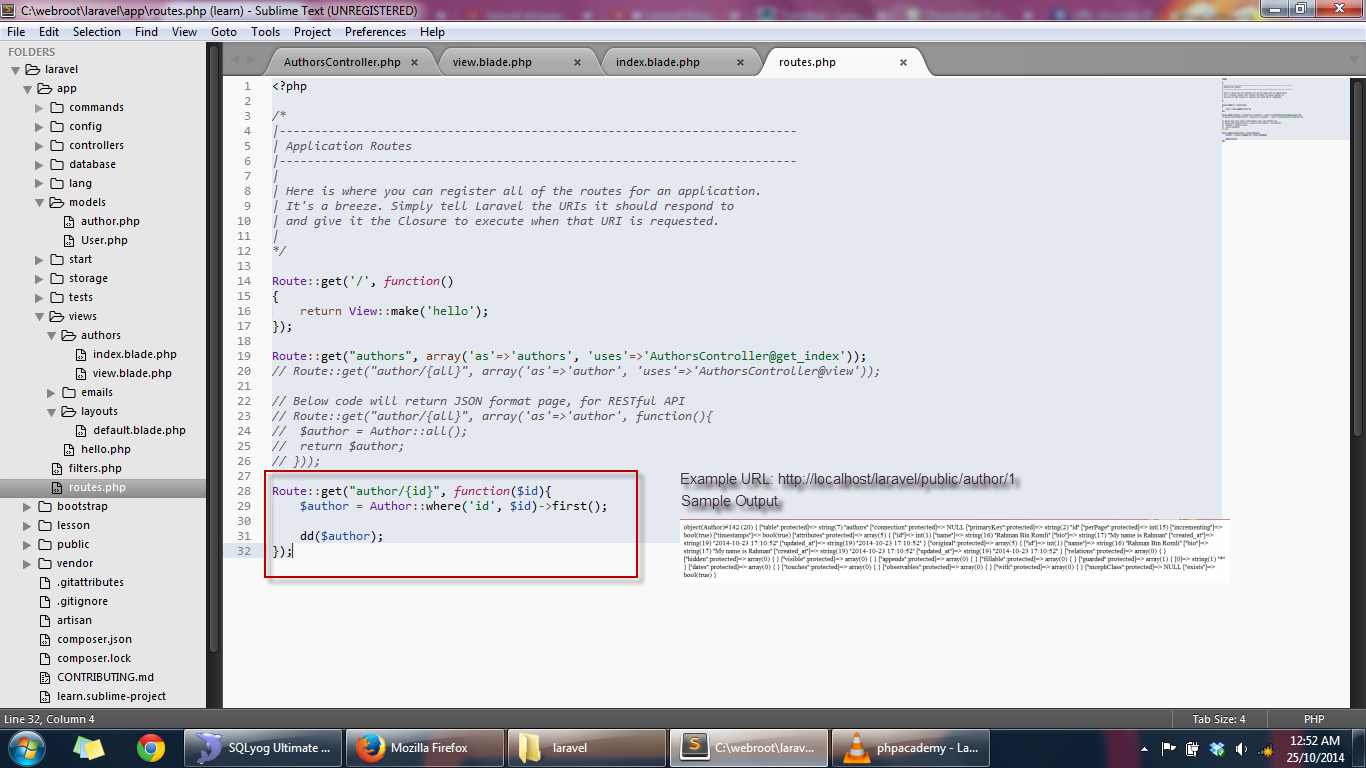 C:\webroot\laravel\app\routes.php (learn) - Sublime Text (UNREGISTERED)
File Edit Selection Find View Goto Tools Project Preferences Help
FOLDERS
laravel
app
commands
config
controllers
database
lang
models
author.php
User.php
start
storage
tests
views
authors
index.blade.php
view.blade.php
emails
layouts
default.blade.php
hello.php
filters.php
routes.php
bootstrap
lesson
public
vendor
.gitattributes
.gitignore
artisan
composer.json
composer.lock
CONTRIBUTING.md
learn.sublime-project
AuthorsController.php × view.blade.php × index.blade.php × routes.php ×
1 <?php
2
3 /*
4 |--------------------------------------------------------------------------
5 | Application Routes
6 |--------------------------------------------------------------------------
7 |
8 | Here is where you can register all of the routes for an application.
9 | It's a breeze. Simply tell Laravel the URIs it should respond to
10 | and give it the Closure to execute when that URI is requested.
11 |
12 */
13
14 Route::get('/', function()
15 {
16     return View::make('hello');
17 });
18
19 Route::get("authors", array('as'=>'authors', 'uses'=>'AuthorsController@get_index'));
20 // Route::get("author/{all}", array('as'=>'author', 'uses'=>'AuthorsController@view'));
21
22 // Below code will return JSON format page, for RESTful API
23 // Route::get("author/{all}", array('as'=>'author', function(){
24 //  $author = Author::all();
25 //  return $author;
26 // }));
27
28 Route::get("author/{id}", function($id){
29     $author = Author::where('id', $id)->first();
30
31     dd($author);
32 });
Example URL: http://localhost/laravel/public/author/1
Sample Output
object(Author)#142 (20) { ["table":protected]=> string(7) "authors" ["connection":protected]=> NULL ["primaryKey":protected]=> string(2) "id" ["perPage":protected]=> int(15) ["incrementing"]=>
bool(true) ["timestamps"]=> bool(true) ["attributes":protected]=> array(5) { ["id"]=> int(1) ["name"]=> string(16) "Rahman Bin Romli" ["bio"]=> string(17) "My name is Rahman" ["created_at"]=>
string(19) "2014-10-23 17:10:52" ["updated_at"]=> string(19) "2014-10-23 17:10:52" } ["original":protected]=> array(5) { ["id"]=> int(1) ["name"]=> string(16) "Rahman Bin Romli" ["bio"]=>
string(17) "My name is Rahman" ["created_at"]=> string(19) "2014-10-23 17:10:52" ["updated_at"]=> string(19) "2014-10-23 17:10:52" } ["relations":protected]=> array(0) { }
["hidden":protected]=> array(0) { } ["visible":protected]=> array(0) { } ["appends":protected]=> array(0) { } ["fillable":protected]=> array(0) { } ["guarded":protected]=> array(1) { [0]=> string(1) "*"
} ["dates":protected]=> array(0) { } ["touches":protected]=> array(0) { } ["observables":protected]=> array(0) { } ["with":protected]=> array(0) { } ["morphClass":protected]=> NULL ["exists"]=>
bool(true) }
Line 32, Column 4
Tab Size: 4
PHP
SQLyog Ultimate ...
Mozilla Firefox
laravel
C:\webroot\larav...
phpacademy - La...
12:52 AM
25/10/2014